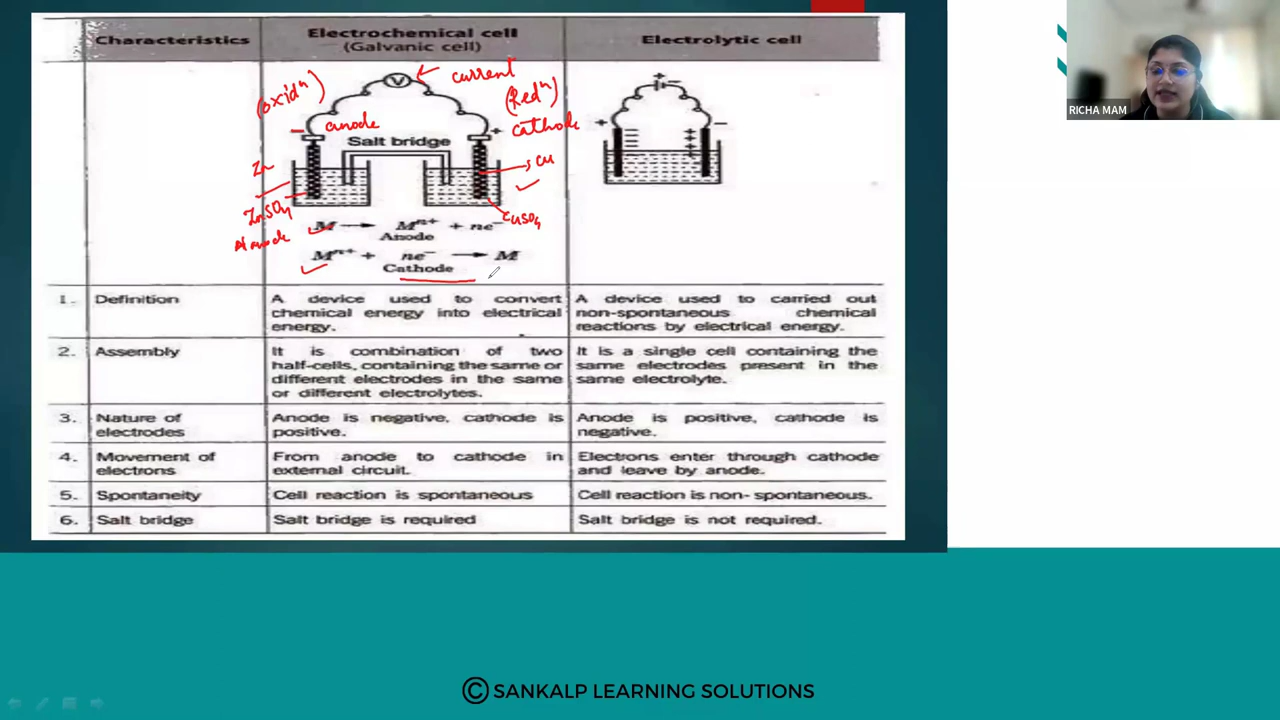 Characteristics
Electrochemical cell
(Galvanic cell)
Electrolytic cell
RICHA MAM
(oxidⁿ)
current
(Redⁿ)
V
+ −
−
anode
+
cathode
+
−
Salt bridge
Zn
Cu
ZnSO₄
CuSO₄
At anode
M → Mⁿ⁺ + ne⁻
Anode
Mⁿ⁺ + ne⁻ → M
Cathode
1. Definition
A device used to convert
chemical energy into electrical
energy.
A device used to carried out
non-spontaneous chemical
reactions by electrical energy.
2. Assembly
It is combination of two
half-cells, containing the same or
different electrodes in the same
or different electrolytes.
It is a single cell containing the
same electrodes present in the
same electrolyte.
3. Nature of
electrodes
Anode is negative, cathode is
positive.
Anode is positive, cathode is
negative.
4. Movement of
electrons
From anode to cathode in
external circuit.
Electrons enter through cathode
and leave by anode.
5. Spontaneity
Cell reaction is spontaneous
Cell reaction is non- spontaneous.
6. Salt bridge
Salt bridge is required
Salt bridge is not required.
© SANKALP LEARNING SOLUTIONS